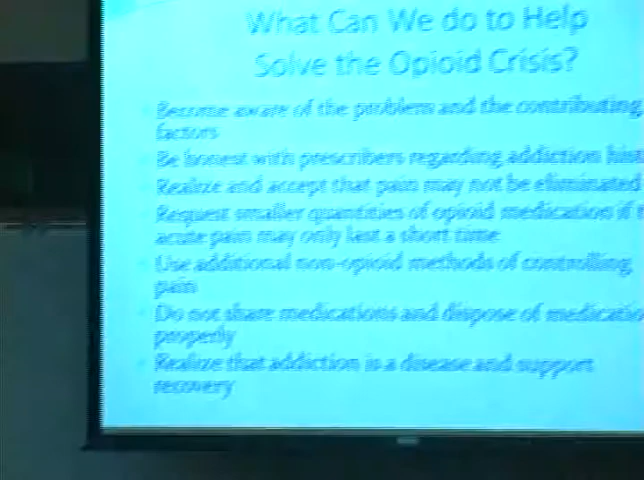 What Can We do to Help
Solve the Opioid Crisis?
Become aware of the problem and the contributing
factors
Be honest with prescribers regarding addiction
Realize and accept that pain may not be eliminated
Request smaller quantities of opioid medication if
acute pain may only last a short time
Use additional non-opioid methods of controlling
pain
Do not share medications and dispose of
properly
Realize that addiction is a disease and support
recovery